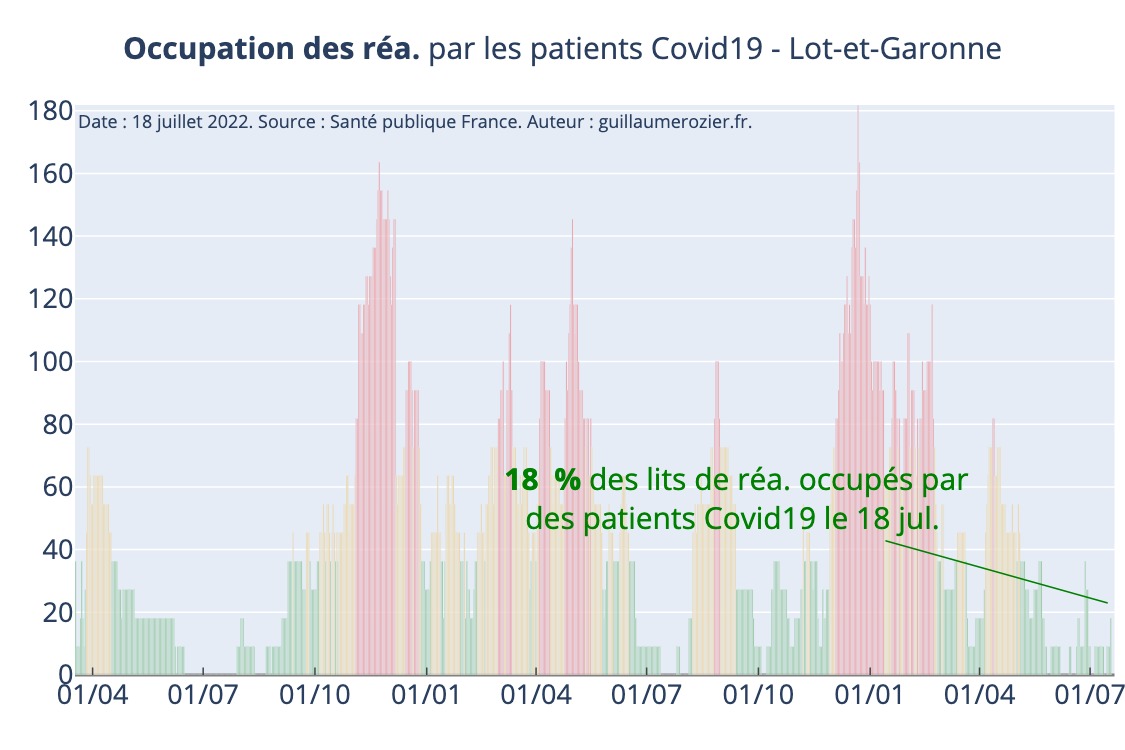 Occupation des réa. par les patients Covid19 - Lot-et-Garonne
Date : 18 juillet 2022. Source : Santé publique France. Auteur : guillaumerozier.fr.
180
160
140
120
100
80
60
40
20
0
18 % des lits de réa. occupés par
des patients Covid19 le 18 jul.
01/04 01/07 01/10 01/01 01/04 01/07 01/10 01/01 01/04 01/07